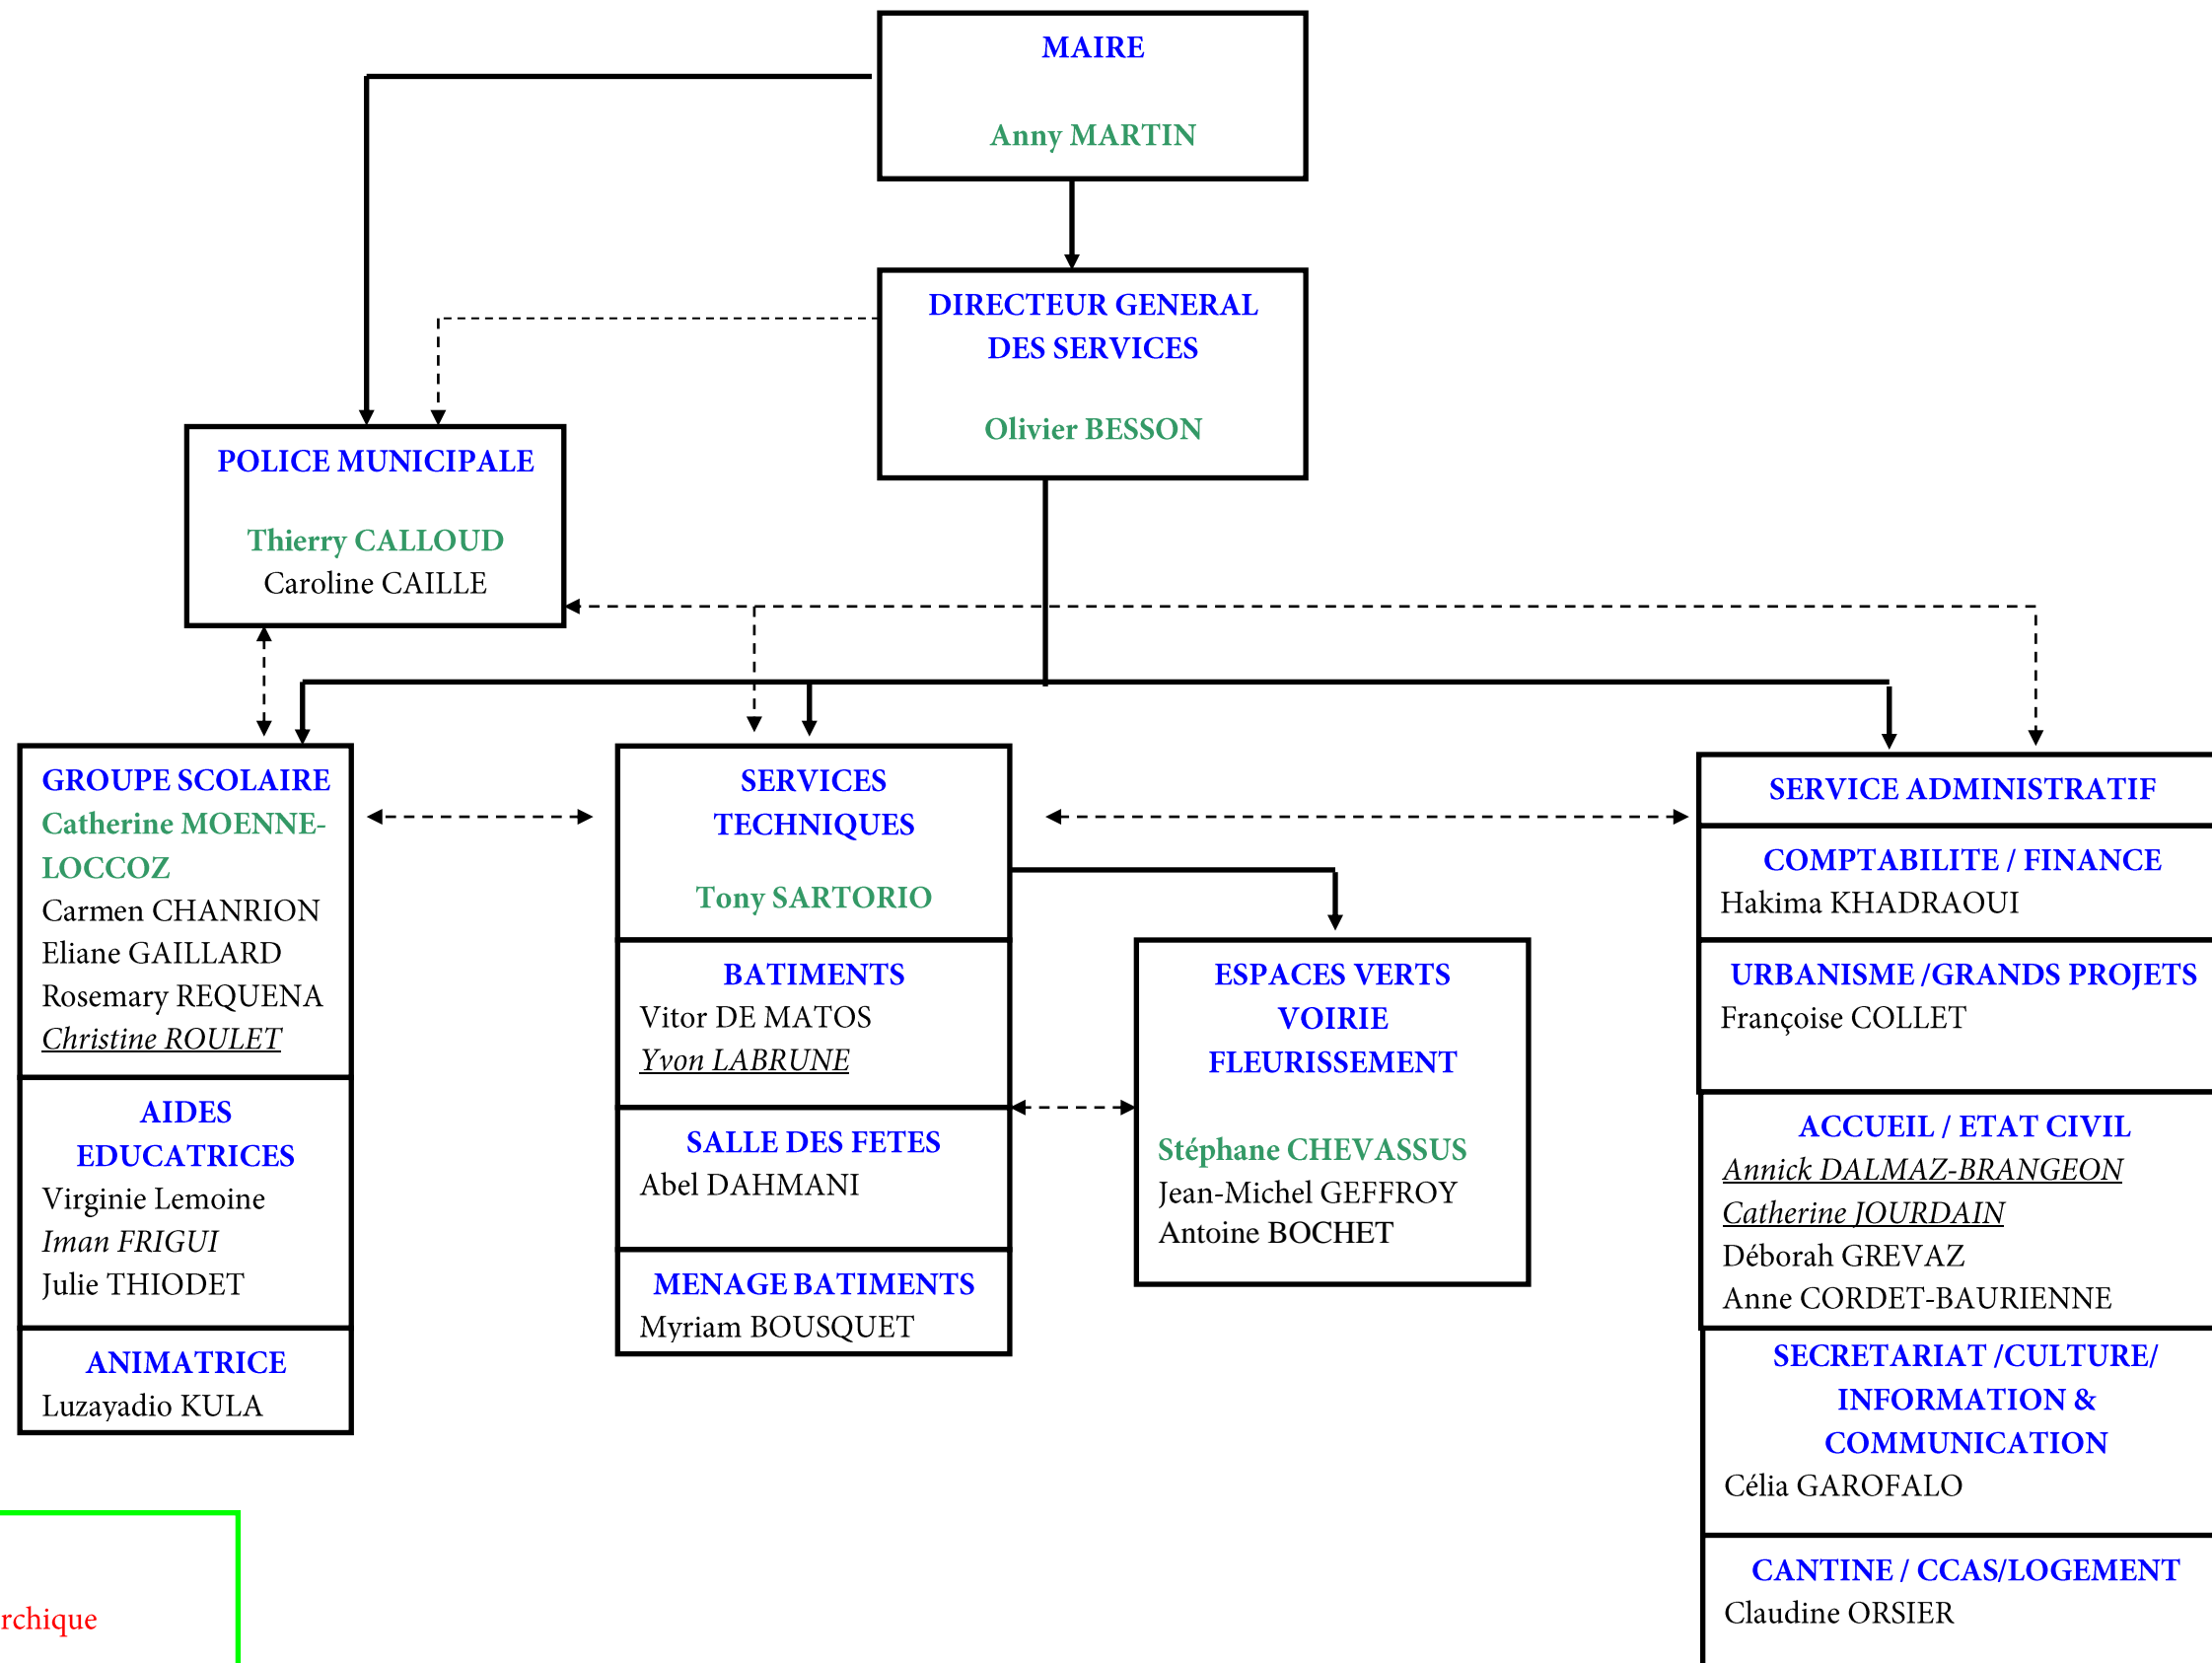 MAIRE
Anny MARTIN
DIRECTEUR GENERAL
DES SERVICES
Olivier BESSON
POLICE MUNICIPALE
Thierry CALLOUD
Caroline CAILLE
GROUPE SCOLAIRE
Catherine MOENNE-
LOCCOZ
Carmen CHANRION
Eliane GAILLARD
Rosemary REQUENA
Christine ROULET
AIDES
EDUCATRICES
Virginie Lemoine
Iman FRIGUI
Julie THIODET
ANIMATRICE
Luzayadio KULA
SERVICES
TECHNIQUES
Tony SARTORIO
BATIMENTS
Vitor DE MATOS
Yvon LABRUNE
SALLE DES FETES
Abel DAHMANI
MENAGE BATIMENTS
Myriam BOUSQUET
ESPACES VERTS
VOIRIE
FLEURISSEMENT
Stéphane CHEVASSUS
Jean-Michel GEFFROY
Antoine BOCHET
SERVICE ADMINISTRATIF
COMPTABILITE / FINANCE
Hakima KHADRAOUI
URBANISME /GRANDS PROJETS
Françoise COLLET
ACCUEIL / ETAT CIVIL
Annick DALMAZ-BRANGEON
Catherine JOURDAIN
Déborah GREVAZ
Anne CORDET-BAURIENNE
SECRETARIAT /CULTURE/
INFORMATION &
COMMUNICATION
Célia GAROFALO
CANTINE / CCAS/LOGEMENT
Claudine ORSIER
rchique